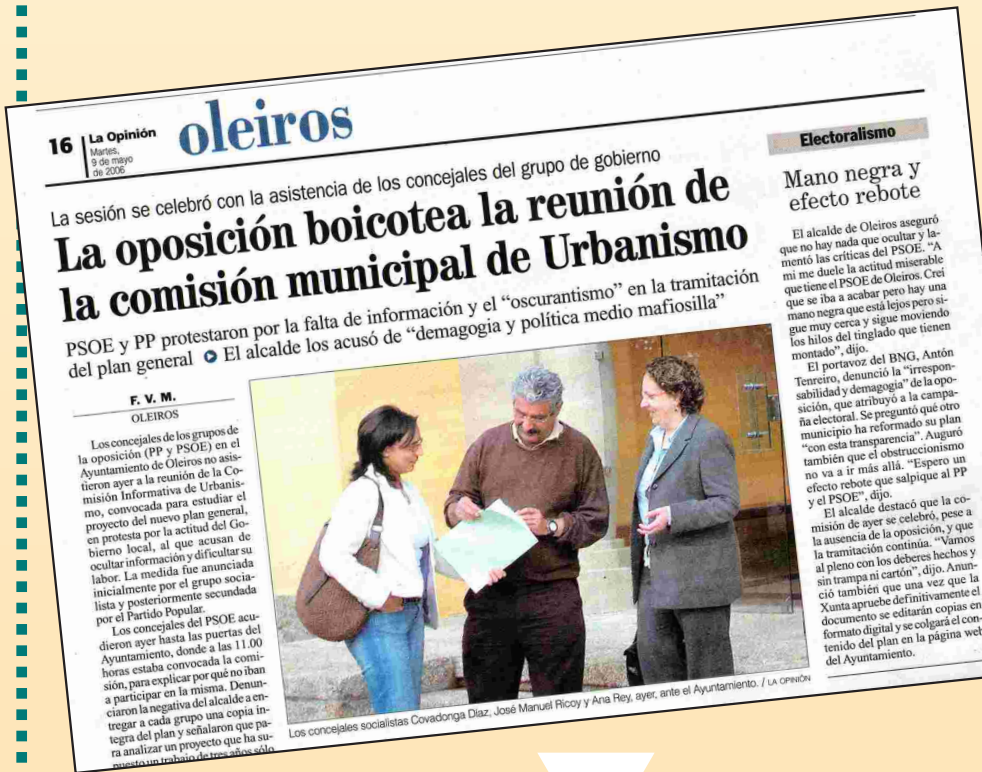 16
La Opinión
Martes,
9 de mayo
de 2006
oleiros
La sesión se celebró con la asistencia de los concejales del grupo de gobierno
La oposición boicotea la reunión de
la comisión municipal de Urbanismo
PSOE y PP protestaron por la falta de información y el “oscurantismo” en la tramitación
del plan general El alcalde los acusó de “demagogia y política medio mafiosilla”
F. V. M.
OLEIROS
Los concejales de los grupos de
la oposición (PP y PSOE) en el
Ayuntamiento de Oleiros no asis-
tieron ayer a la reunión de la Co-
misión Informativa de Urbanis-
mo, convocada para estudiar el
proyecto del nuevo plan general,
en protesta por la actitud del Go-
bierno local, al que acusan de
ocultar información y dificultar su
labor. La medida fue anunciada
inicialmente por el grupo socia-
lista y posteriormente secundada
por el Partido Popular.
Los concejales del PSOE acu-
dieron ayer hasta las puertas del
Ayuntamiento, donde a las 11.00
horas estaba convocada la comi-
sión, para explicar por qué no iban
a participar en la misma. Denun-
ciaron la negativa del alcalde a en-
tregar a cada grupo una copia ín-
tegra del plan y señalaron que pa-
ra analizar un proyecto que ha su-
puesto un trabajo de tres años sólo
Los concejales socialistas Covadonga Díaz, José Manuel Ricoy y Ana Rey, ayer, ante el Ayuntamiento. / LA OPINIÓN
Electoralismo
Mano negra y
efecto rebote
El alcalde de Oleiros aseguró
que no hay nada que ocultar y la-
mentó las críticas del PSOE. “A
mi me duele la actitud miserable
que tiene el PSOE de Oleiros. Creí
que se iba a acabar pero hay una
mano negra que está lejos pero si-
gue muy cerca y sigue moviendo
los hilos del tinglado que tienen
montado”, dijo.
El portavoz del BNG, Antón
Tenreiro, denunció la “irrespon-
sabilidad y demagogia” de la opo-
sición, que atribuyó a la campa-
ña electoral. Se preguntó qué otro
municipio ha reformado su plan
“con esta transparencia”. Auguró
también que el obstruccionismo
no va a ir más allá. “Espero un
efecto rebote que salpique al PP
y el PSOE”, dijo.
El alcalde destacó que la co-
misión de ayer se celebró, pese a
la ausencia de la oposición, y que
la tramitación continúa. “Vamos
al pleno con los deberes hechos y
sin trampa ni cartón”, dijo. Anun-
ció también que una vez que la
Xunta apruebe definitivamente el
documento se editarán copias en
formato digital y se colgará el con-
tenido del plan en la página web
del Ayuntamiento.